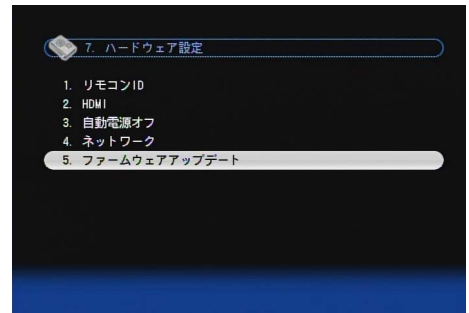 7. ハードウェア設定
1. リモコンID
2. HDMI
3. 自動電源オフ
4. ネットワーク
5. ファームウェアアップデート